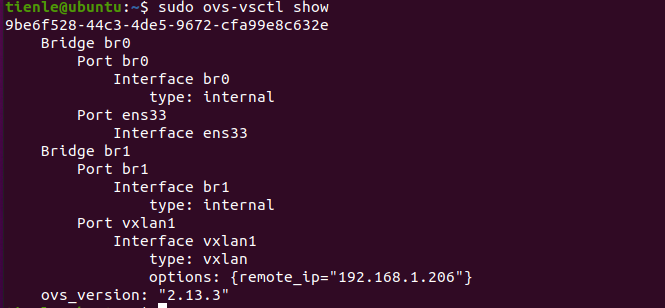 tienle@ubuntu:~$ sudo ovs-vsctl show
9be6f528-44c3-4de5-9672-cfa99e8c632e
    Bridge br0
        Port br0
            Interface br0
                type: internal
        Port ens33
            Interface ens33
    Bridge br1
        Port br1
            Interface br1
                type: internal
        Port vxlan1
            Interface vxlan1
                type: vxlan
                options: {remote_ip="192.168.1.206"}
    ovs_version: "2.13.3"